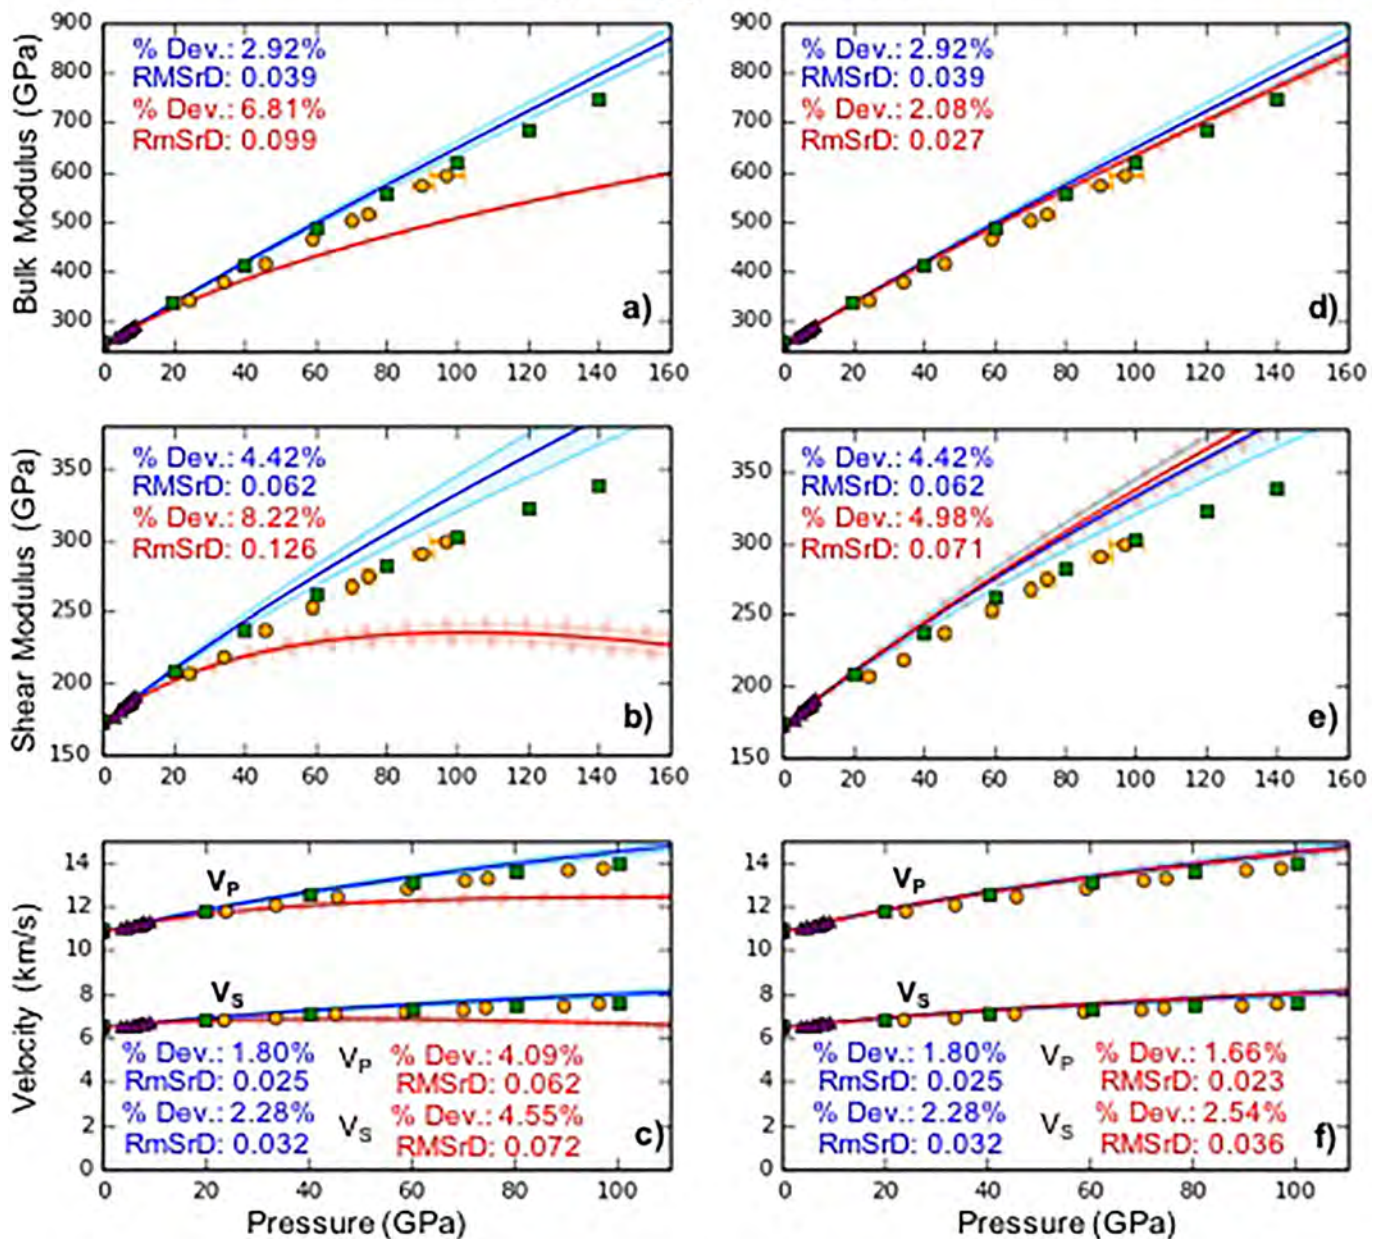 % Dev.: 2.92%
RMSrD: 0.039
% Dev.: 6.81%
RmSrD: 0.099
a)
Bulk Modulus (GPa)
900
800
700
600
500
400
300
0 20 40 60 80 100 120 140 160
% Dev.: 2.92%
RMSrD: 0.039
% Dev.: 2.08%
RmSrD: 0.027
d)
900
800
700
600
500
400
300
0 20 40 60 80 100 120 140 160
% Dev.: 4.42%
RMSrD: 0.062
% Dev.: 8.22%
RmSrD: 0.126
b)
Shear Modulus (GPa)
350
300
250
200
150
0 20 40 60 80 100 120 140 160
% Dev.: 4.42%
RMSrD: 0.062
% Dev.: 4.98%
RmSrD: 0.071
e)
350
300
250
200
150
0 20 40 60 80 100 120 140 160
Velocity (km/s)
14
12
10
8
6
4
2
0
VP
VS
% Dev.: 1.80% VP % Dev.: 4.09%
RmSrD: 0.025 RMSrD: 0.062
% Dev.: 2.28% VS % Dev.: 4.55%
RmSrD: 0.032 RMSrD: 0.072
c)
0 20 40 60 80 100
Pressure (GPa)
14
12
10
8
6
4
2
0
VP
VS
% Dev.: 1.80% VP % Dev.: 1.66%
RmSrD: 0.025 RMSrD: 0.023
% Dev.: 2.28% VS % Dev.: 2.54%
RmSrD: 0.032 RMSrD: 0.036
f)
0 20 40 60 80 100
Pressure (GPa)